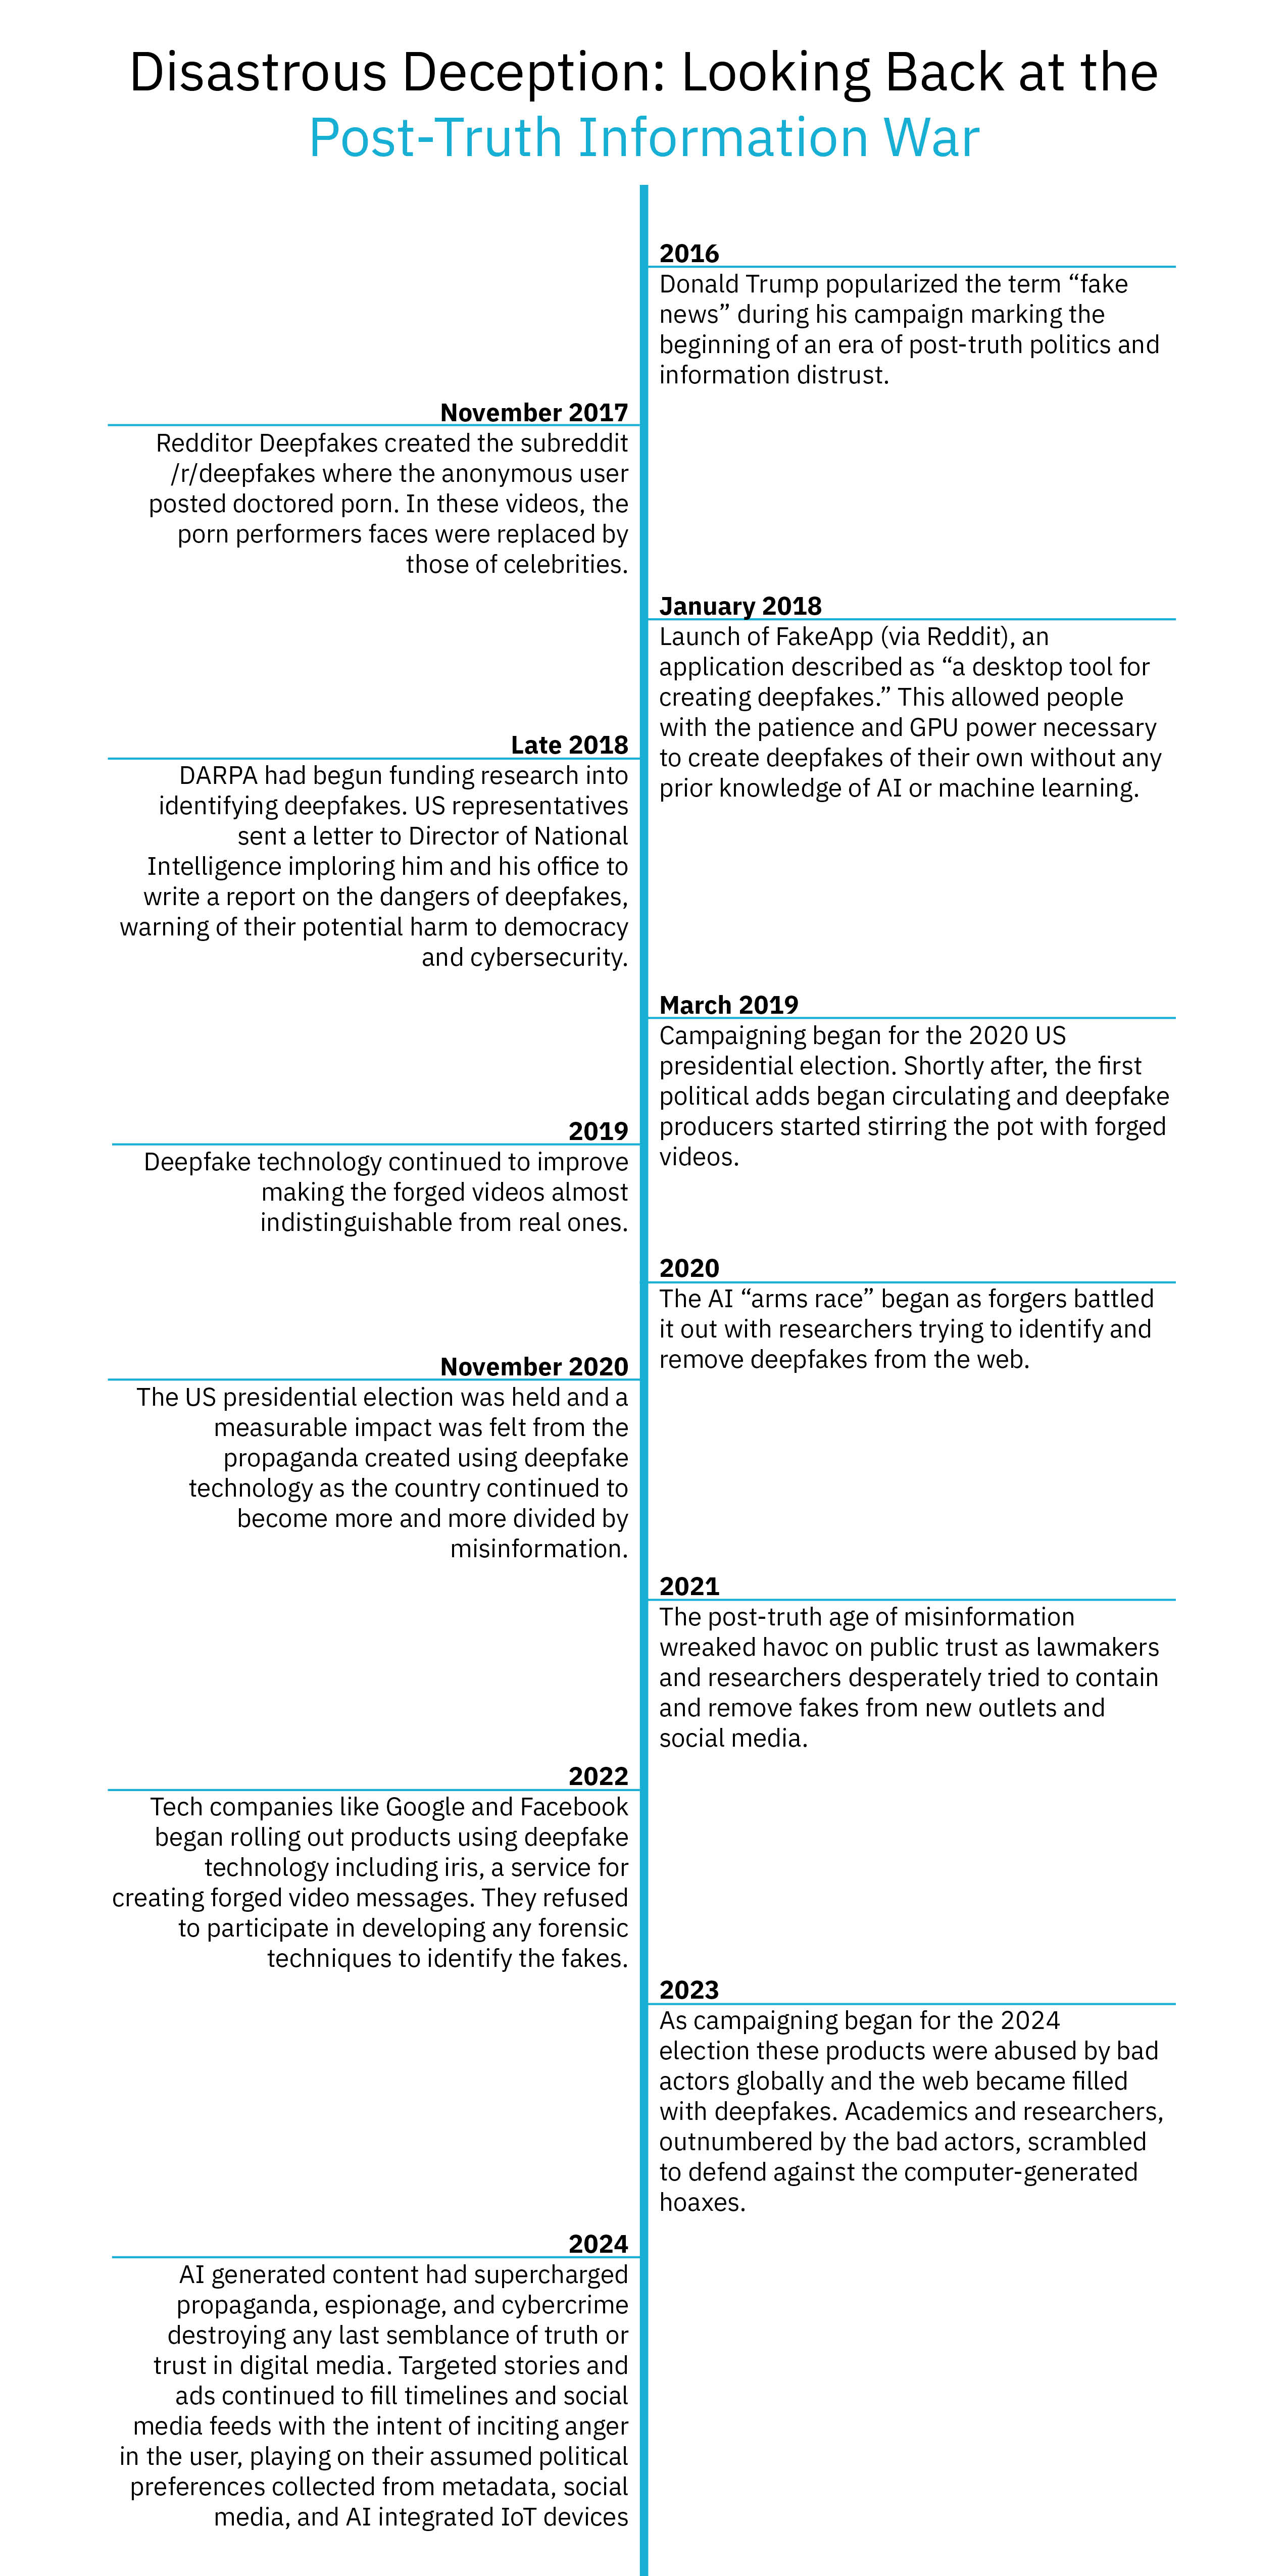 Disastrous Deception: Looking Back at the
Post-Truth Information War
2016
Donald Trump popularized the term “fake
news” during his campaign marking the
beginning of an era of post-truth politics and
information distrust.
November 2017
Redditor Deepfakes created the subreddit
/r/deepfakes where the anonymous user
posted doctored porn. In these videos, the
porn performers faces were replaced by
those of celebrities.
January 2018
Launch of FakeApp (via Reddit), an
application described as “a desktop tool for
creating deepfakes.” This allowed people
with the patience and GPU power necessary
to create deepfakes of their own without any
prior knowledge of AI or machine learning.
Late 2018
DARPA had begun funding research into
identifying deepfakes. US representatives
sent a letter to Director of National
Intelligence imploring him and his office to
write a report on the dangers of deepfakes,
warning of their potential harm to democracy
and cybersecurity.
March 2019
Campaigning began for the 2020 US
presidential election. Shortly after, the first
political adds began circulating and deepfake
producers started stirring the pot with forged
videos.
2019
Deepfake technology continued to improve
making the forged videos almost
indistinguishable from real ones.
2020
The AI “arms race” began as forgers battled
it out with researchers trying to identify and
remove deepfakes from the web.
November 2020
The US presidential election was held and a
measurable impact was felt from the
propaganda created using deepfake
technology as the country continued to
become more and more divided by
misinformation.
2021
The post-truth age of misinformation
wreaked havoc on public trust as lawmakers
and researchers desperately tried to contain
and remove fakes from new outlets and
social media.
2022
Tech companies like Google and Facebook
began rolling out products using deepfake
technology including iris, a service for
creating forged video messages. They refused
to participate in developing any forensic
techniques to identify the fakes.
2023
As campaigning began for the 2024
election these products were abused by bad
actors globally and the web became filled
with deepfakes. Academics and researchers,
outnumbered by the bad actors, scrambled
to defend against the computer-generated
hoaxes.
2024
AI generated content had supercharged
propaganda, espionage, and cybercrime
destroying any last semblance of truth or
trust in digital media. Targeted stories and
ads continued to fill timelines and social
media feeds with the intent of inciting anger
in the user, playing on their assumed political
preferences collected from metadata, social
media, and AI integrated IoT devices